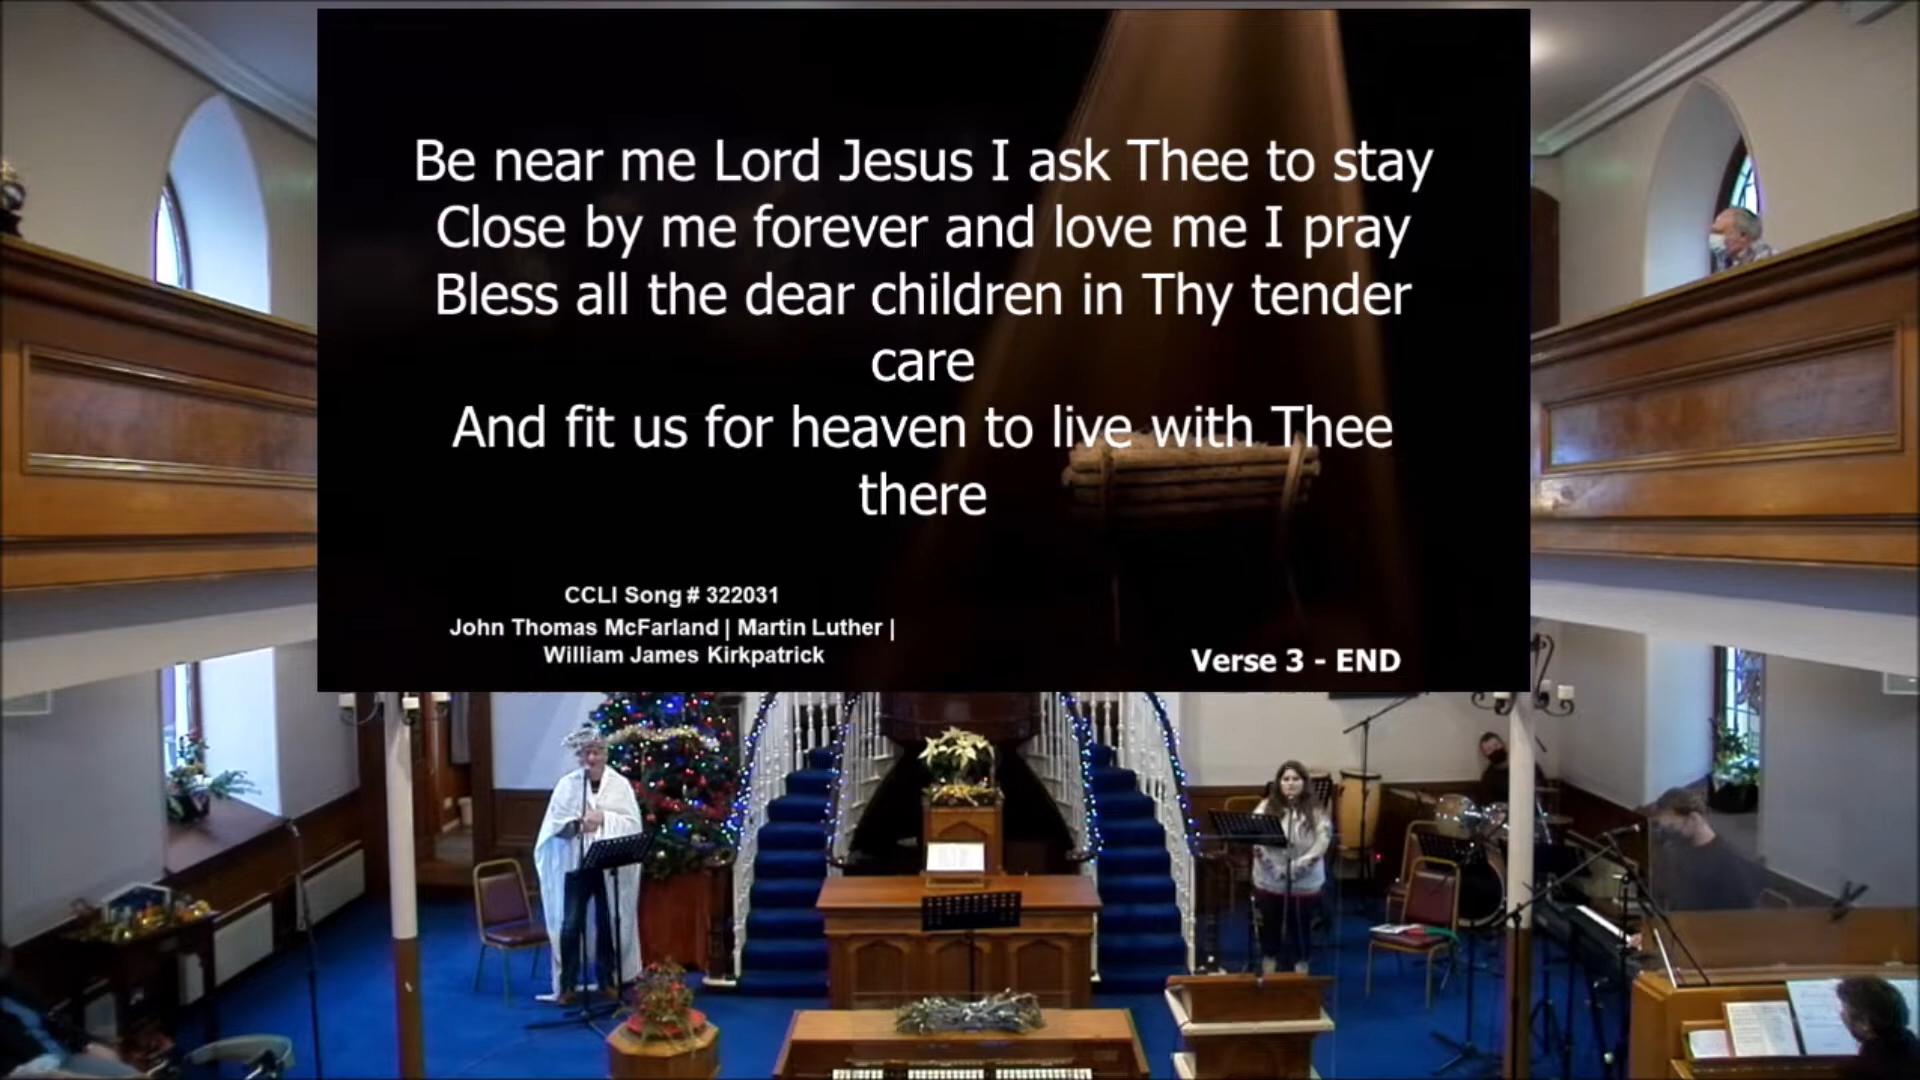 Be near me Lord Jesus I ask Thee to stay
Close by me forever and love me I pray
Bless all the dear children in Thy tender
care
And fit us for heaven to live with Thee
there
CCLI Song # 322031
John Thomas McFarland | Martin Luther |
William James Kirkpatrick
Verse 3 - END